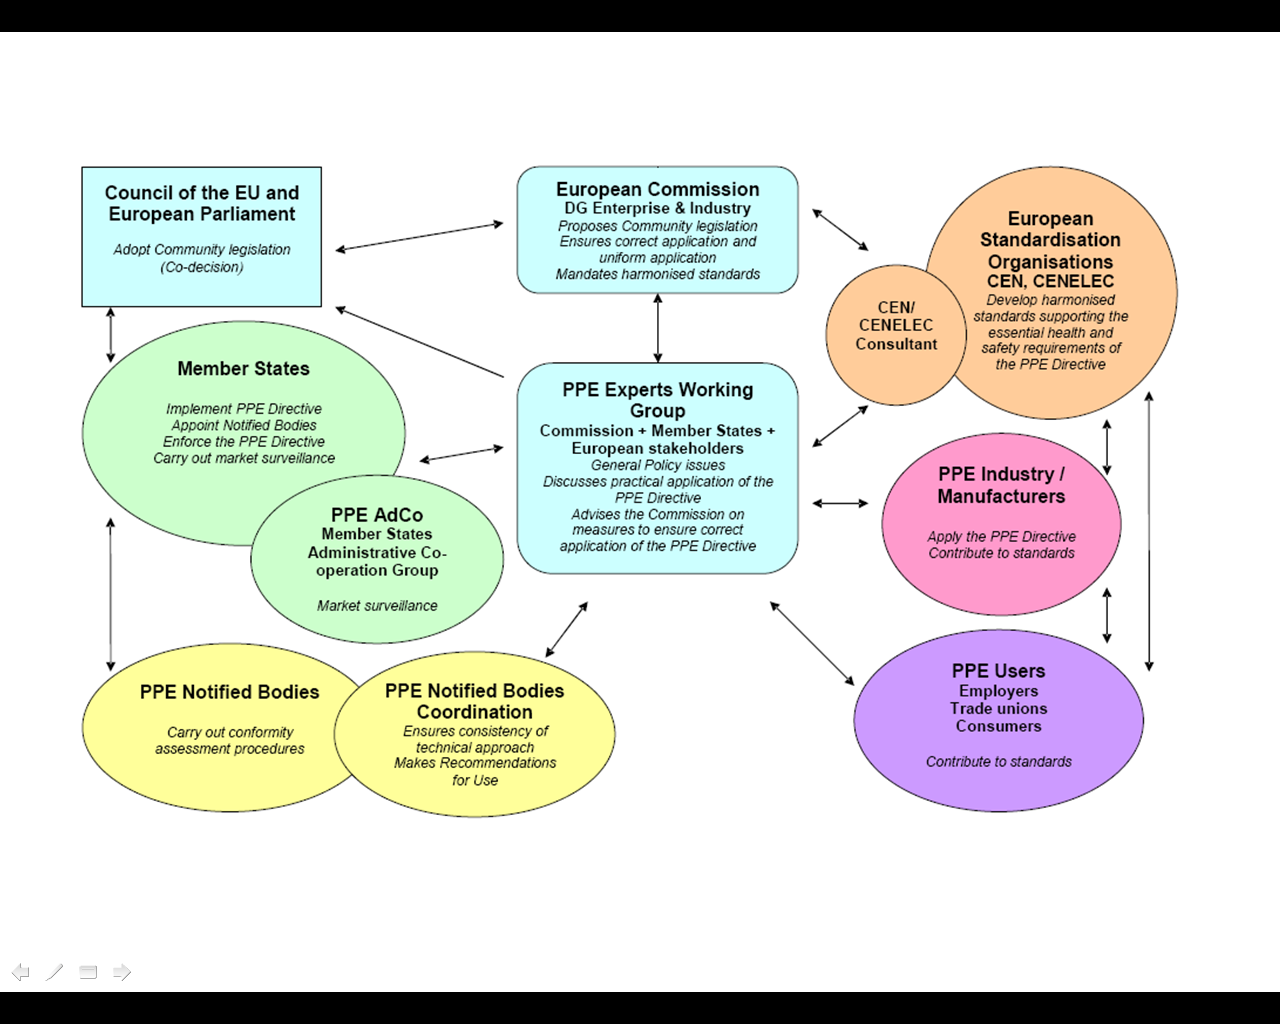 Council of the EU and
European Parliament
Adopt Community legislation
(Co-decision)
European Commission
DG Enterprise & Industry
Proposes Community legislation
Ensures correct application and
uniform application
Mandates harmonised standards
European
Standardisation
Organisations
CEN, CENELEC
Develop harmonised
standards supporting the
essential health and
safety requirements of
the PPE Directive
CEN/
CENELEC
Consultant
Member States
Implement PPE Directive
Appoint Notified Bodies
Enforce the PPE Directive
Carry out market surveillance
PPE AdCo
Member States
Administrative Co-
operation Group
Market surveillance
PPE Experts Working
Group
Commission + Member States +
European stakeholders
General Policy issues
Discusses practical application of the
PPE Directive
Advises the Commission on
measures to ensure correct
application of the PPE Directive
PPE Industry /
Manufacturers
Apply the PPE Directive
Contribute to standards
PPE Notified Bodies
Carry out conformity
assessment procedures
PPE Notified Bodies
Coordination
Ensures consistency of
technical approach
Makes Recommendations
for Use
PPE Users
Employers
Trade unions
Consumers
Contribute to standards